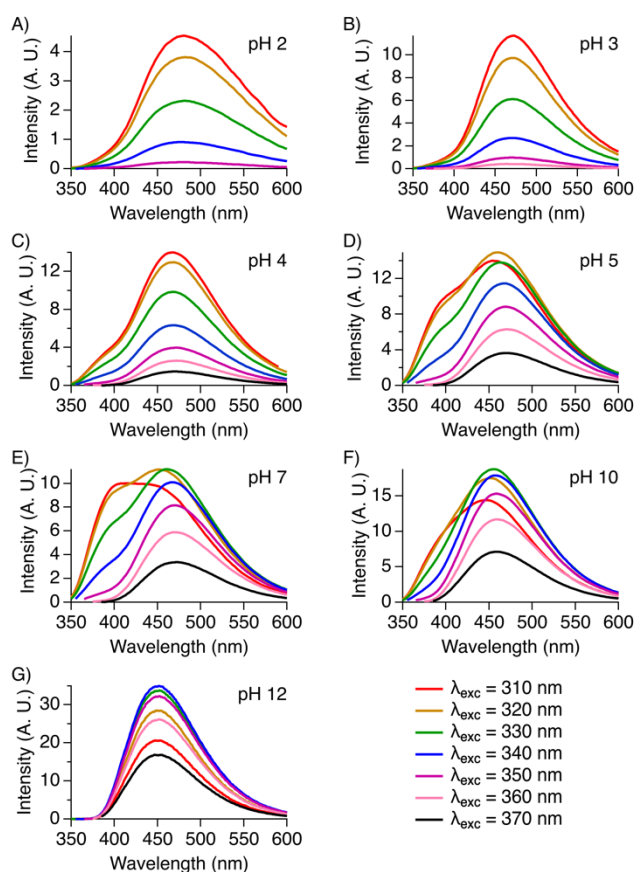 A)
pH 2
Intensity (A. U.)
4
3
2
1
0
350 400 450 500 550 600
Wavelength (nm)
B)
pH 3
Intensity (A. U.)
10
8
6
4
2
0
350 400 450 500 550 600
Wavelength (nm)
C)
pH 4
Intensity (A. U.)
12
8
4
0
350 400 450 500 550 600
Wavelength (nm)
D)
pH 5
Intensity (A. U.)
12
8
4
0
350 400 450 500 550 600
Wavelength (nm)
E)
pH 7
Intensity (A. U.)
10
8
6
4
2
0
350 400 450 500 550 600
Wavelength (nm)
F)
pH 10
Intensity (A. U.)
15
10
5
0
350 400 450 500 550 600
Wavelength (nm)
G)
pH 12
Intensity (A. U.)
30
20
10
0
350 400 450 500 550 600
Wavelength (nm)
λexc = 310 nm
λexc = 320 nm
λexc = 330 nm
λexc = 340 nm
λexc = 350 nm
λexc = 360 nm
λexc = 370 nm